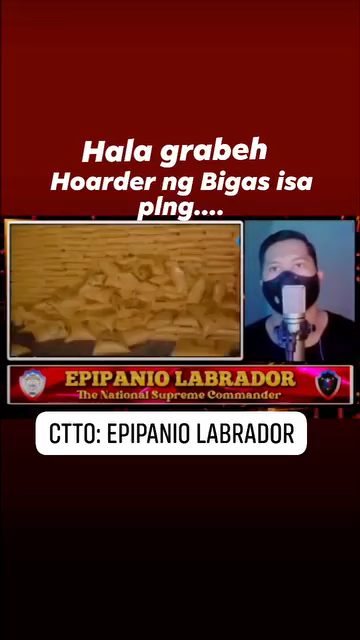 Hala grabeh
Hoarder ng Bigas isa
plng....
EPIPANIO LABRADOR
The National Supreme Commander
CTTO: EPIPANIO LABRADOR